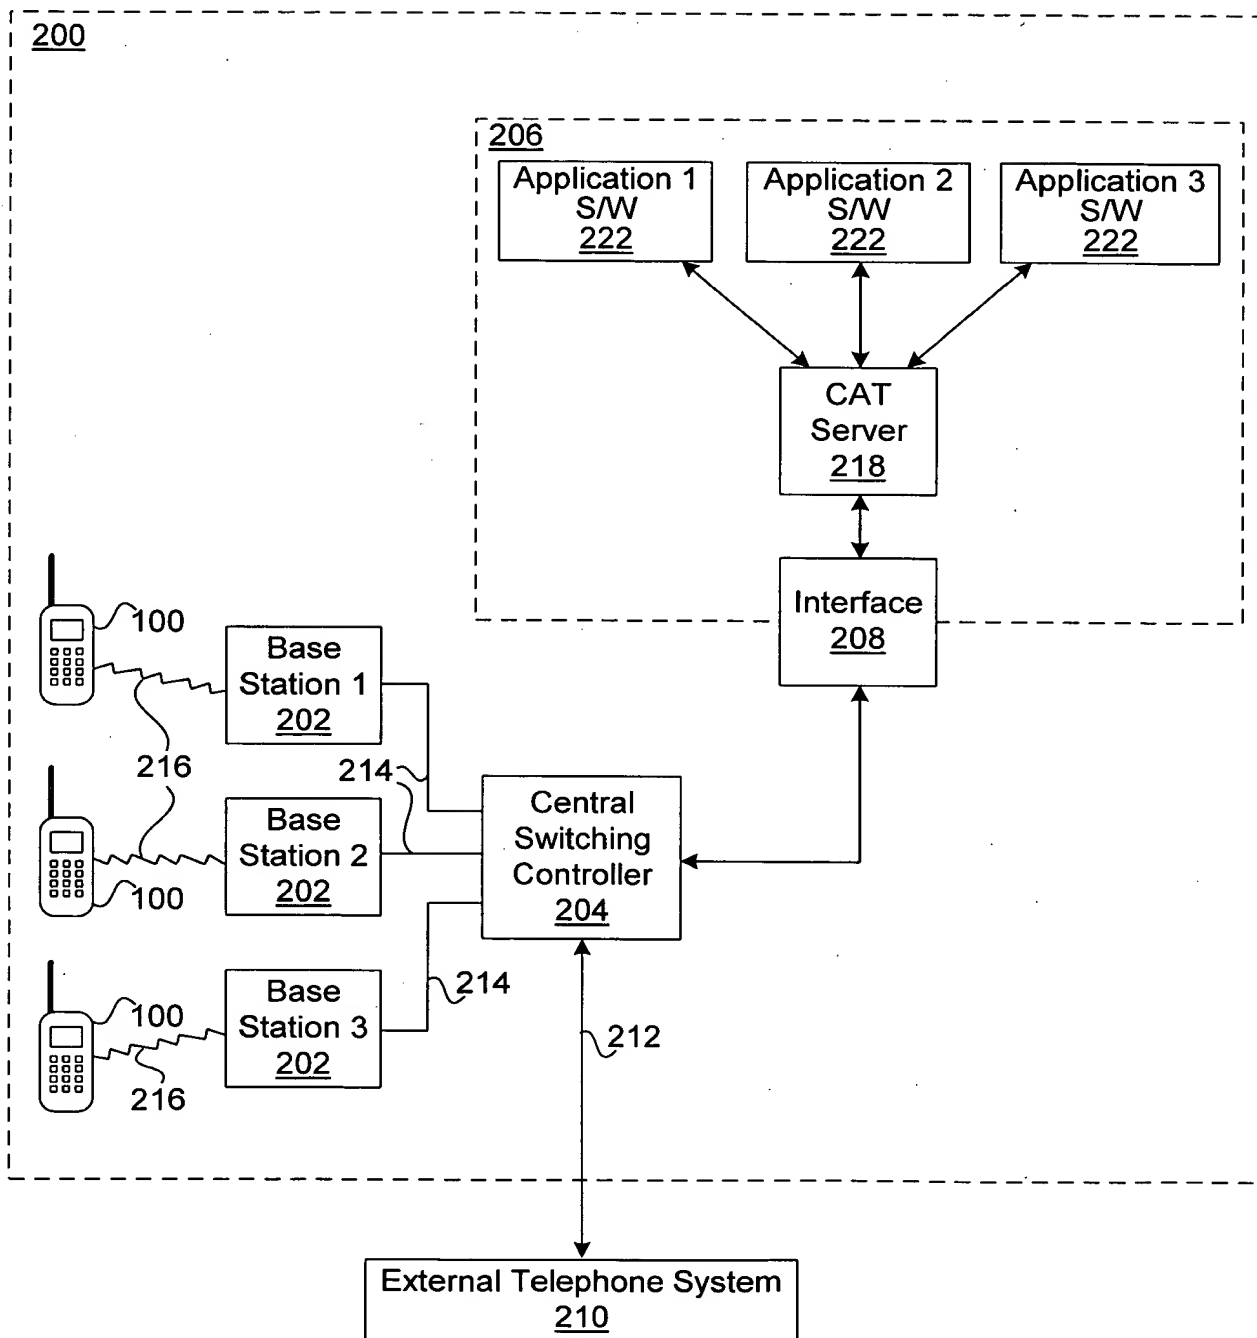 200
206
Application 1
S/W
222
Application 2
S/W
222
Application 3
S/W
222
CAT
Server
218
Interface
208
100
Base
Station 1
202
216
214
Central
Switching
Controller
204
Base
Station 2
202
100
100
Base
Station 3
202
214
216
212
External Telephone System
210